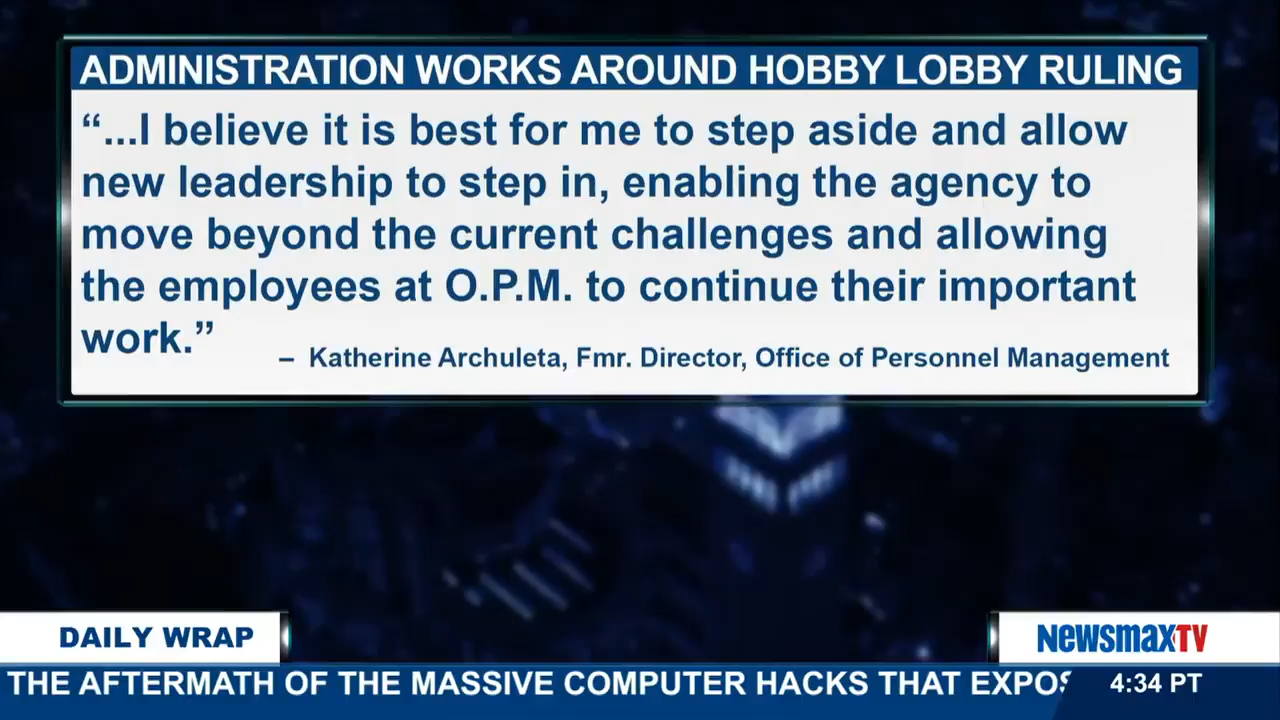 ADMINISTRATION WORKS AROUND HOBBY LOBBY RULING
“...I believe it is best for me to step aside and allow
new leadership to step in, enabling the agency to
move beyond the current challenges and allowing
the employees at O.P.M. to continue their important
work.”
– Katherine Archuleta, Fmr. Director, Office of Personnel Management
DAILY WRAP
NEWSMAXTV
THE AFTERMATH OF THE MASSIVE COMPUTER HACKS THAT EXPOS
4:34 PT